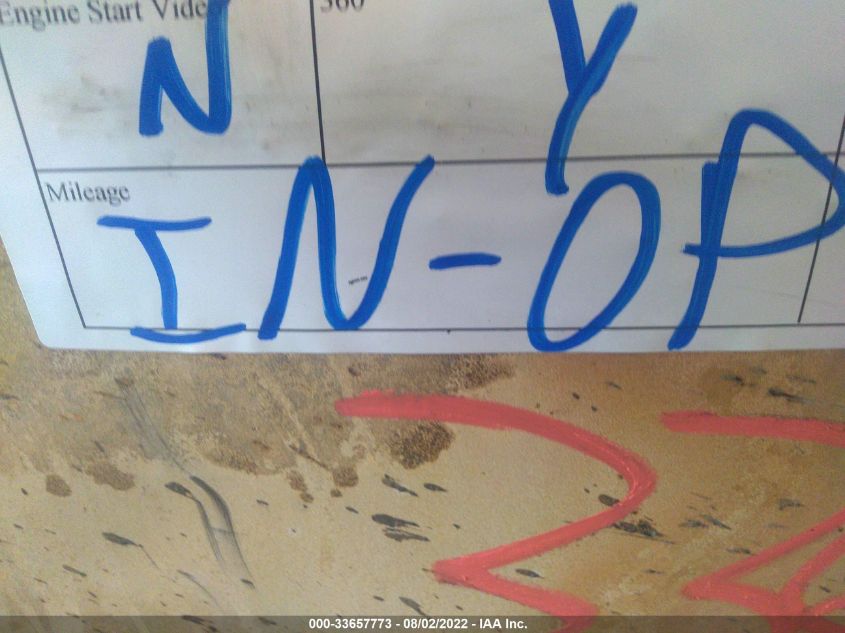 Engine Start Vide 360
N Y
Mileage
IN-OP
000-33657773 - 08/02/2022 - IAA Inc.